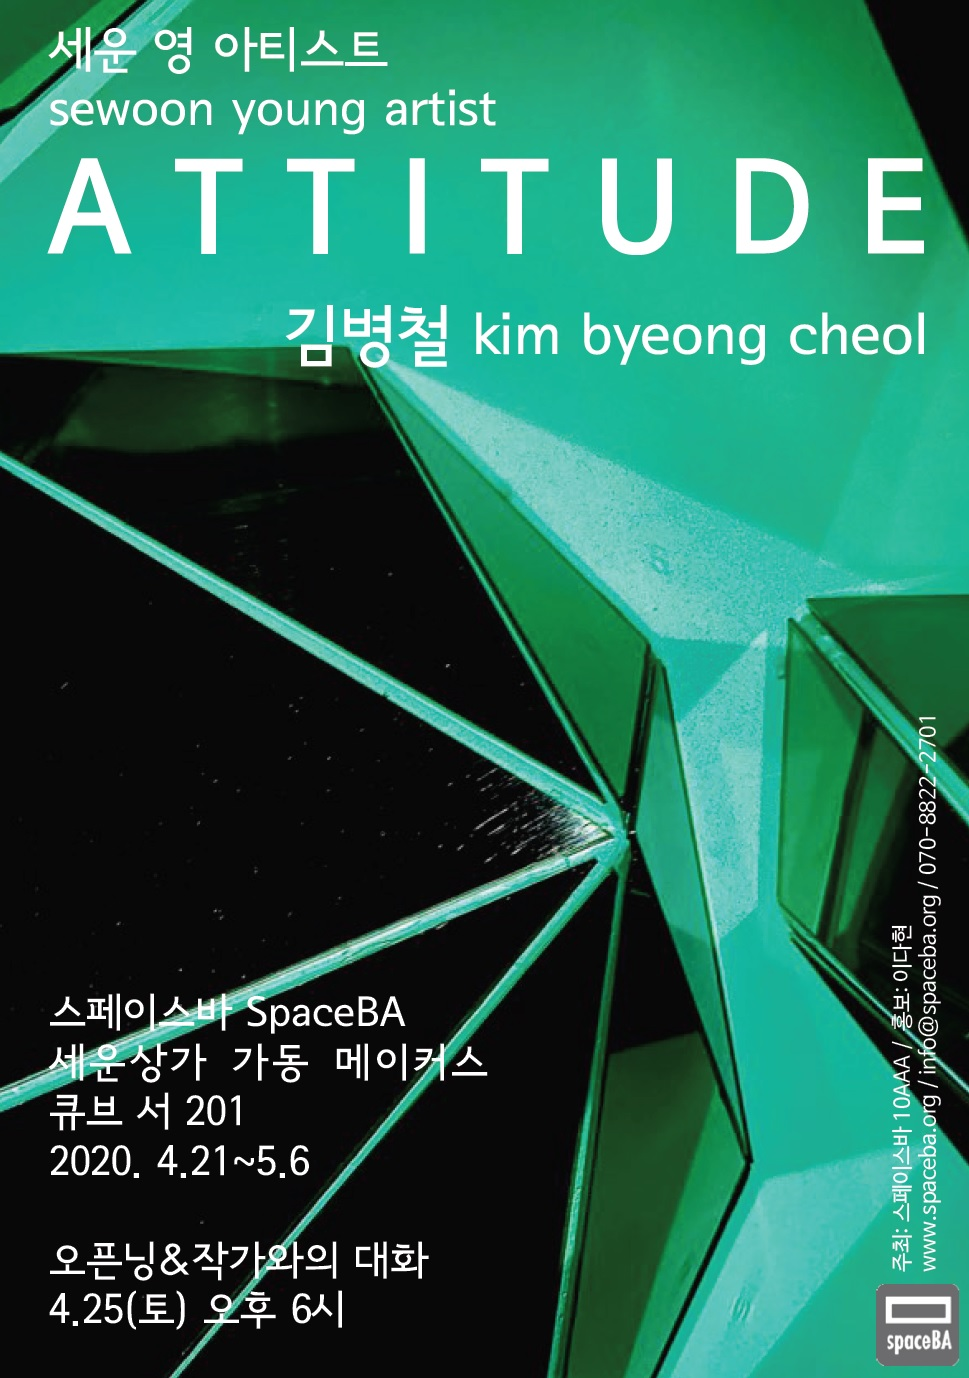 세운 영 아티스트
sewoon young artist
ATTITUDE
김병철 kim byeong cheol
스페이스바 SpaceBA
세운상가 가동 메이커스
큐브 서 201
2020. 4.21~5.6
오픈닝&작가와의 대화
4.25(토) 오후 6시
주최: 스페이스바 10AAA / 홍보: 이다현
www.spaceba.org / info@spaceba.org / 070-8822-2701
spaceBA